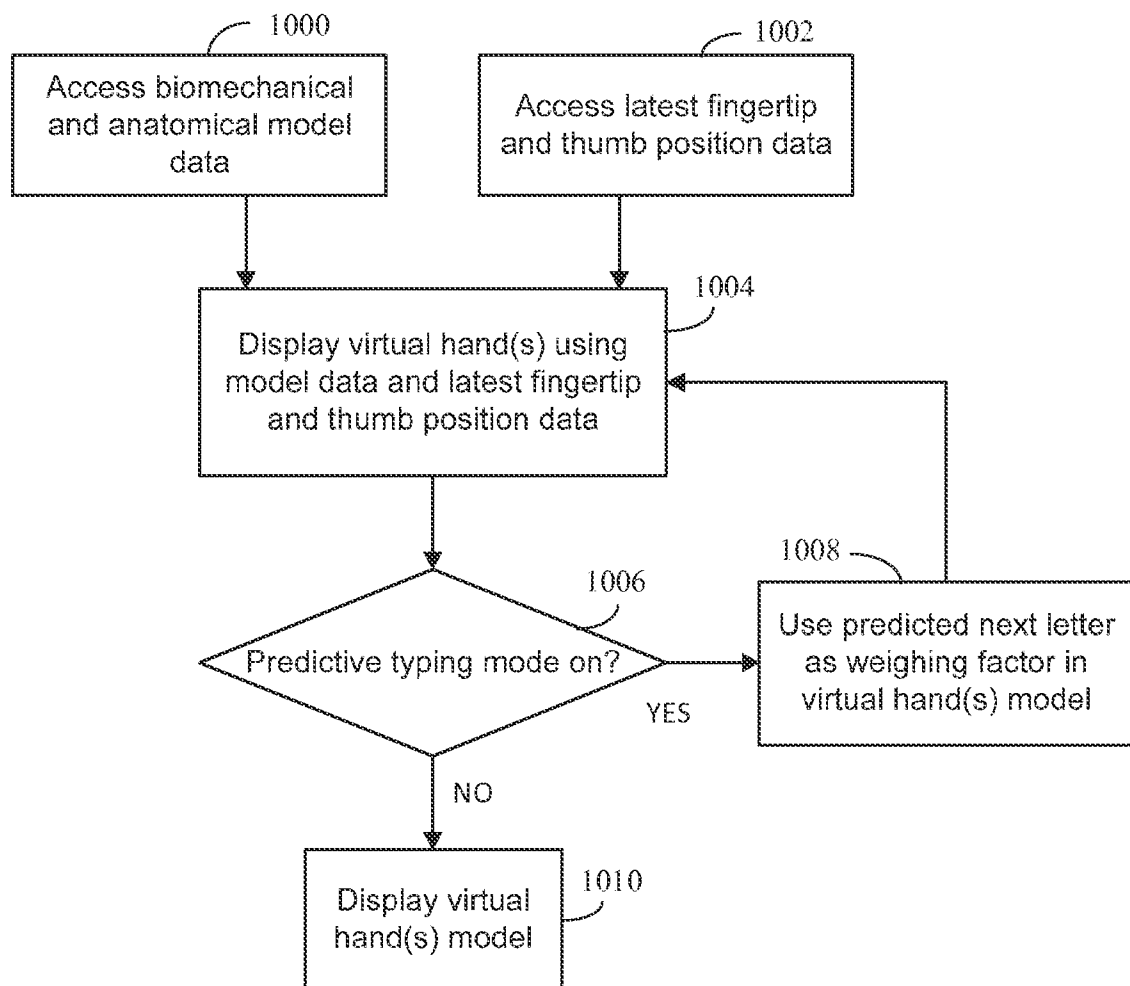 1000
Access biomechanical
and anatomical model
data
1002
Access latest fingertip
and thumb position data
1004
Display virtual hand(s) using
model data and latest fingertip
and thumb position data
1006
Predictive typing mode on?
YES
1008
Use predicted next letter
as weighing factor in
virtual hand(s) model
NO
1010
Display virtual
hand(s) model